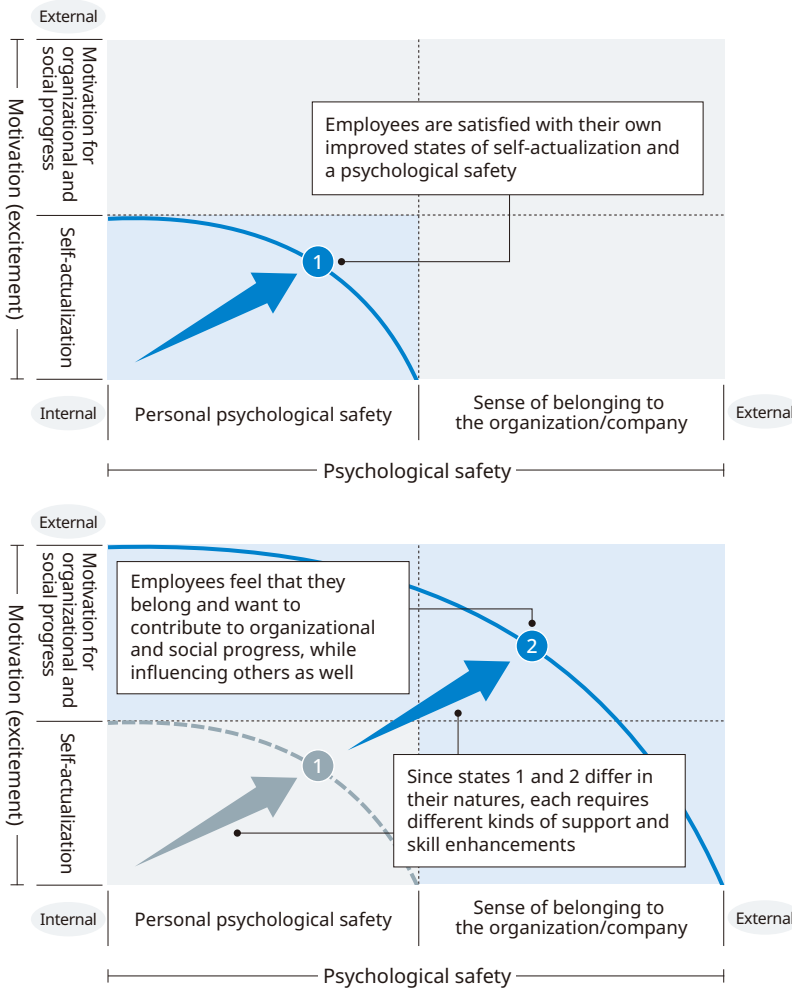 External
Motivation (excitement)
Motivation for
organizational and
social progress
Self-actualization
Employees are satisfied with their own
improved states of self-actualization and
a psychological safety
1
Internal
Personal psychological safety
Sense of belonging to
the organization/company
External
Psychological safety
External
Motivation (excitement)
Motivation for
organizational and
social progress
Self-actualization
Employees feel that they
belong and want to
contribute to organizational
and social progress, while
influencing others as well
2
1
Since states 1 and 2 differ in
their natures, each requires
different kinds of support and
skill enhancements
Internal
Personal psychological safety
Sense of belonging to
the organization/company
External
Psychological safety